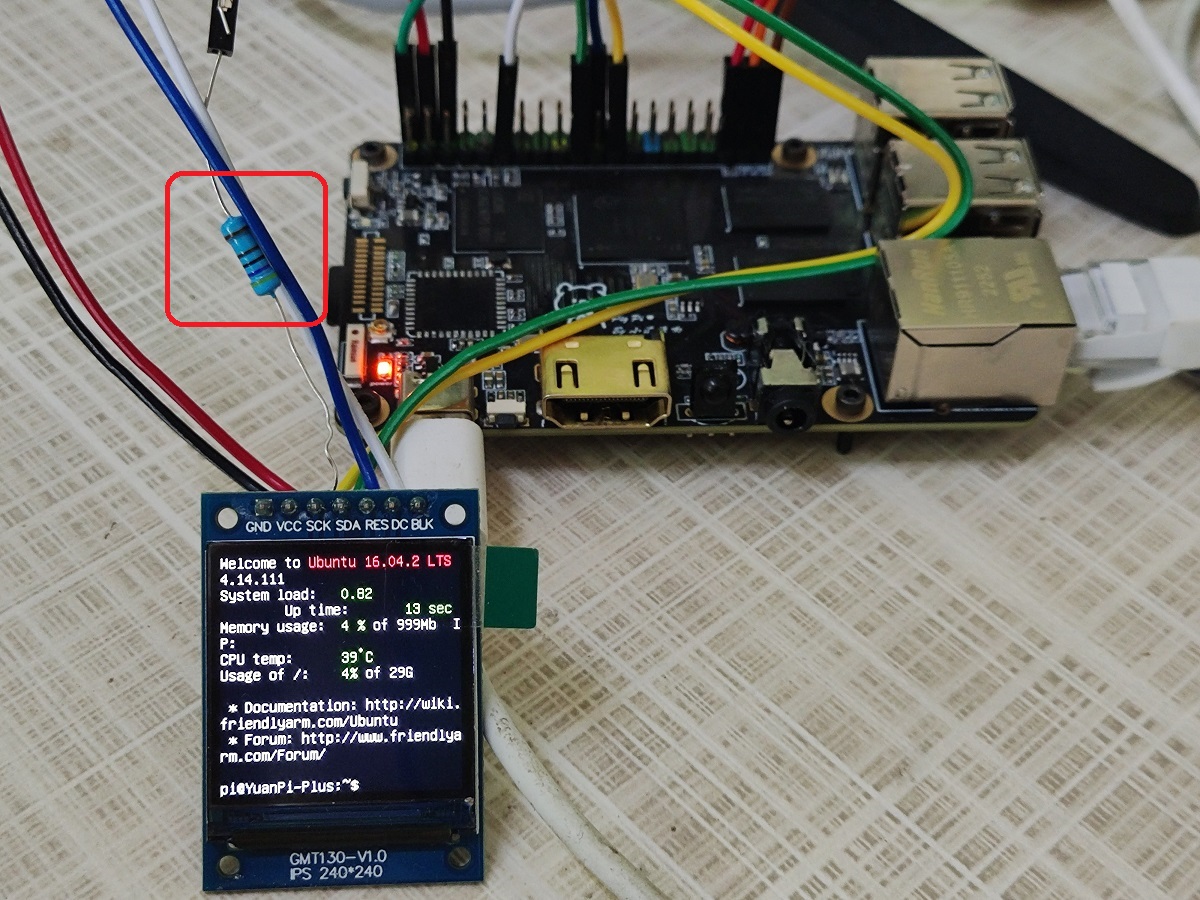 GND VCC SCK SDA RES DC BLK
Welcome to Ubuntu 16.04.2 LTS
4.14.111
System load: 0.82
Up time: 13 sec
Memory usage: 4 % of 999Mb I
P:
CPU temp: 39°C
Usage of /: 4% of 29G
* Documentation: http://wiki.
friendlyarm.com/Ubuntu
* Forum: http://www.friendlya
rm.com/Forum/
pi@YuanPi-Plus:~$
GMT130-V1.0
IPS 240*240